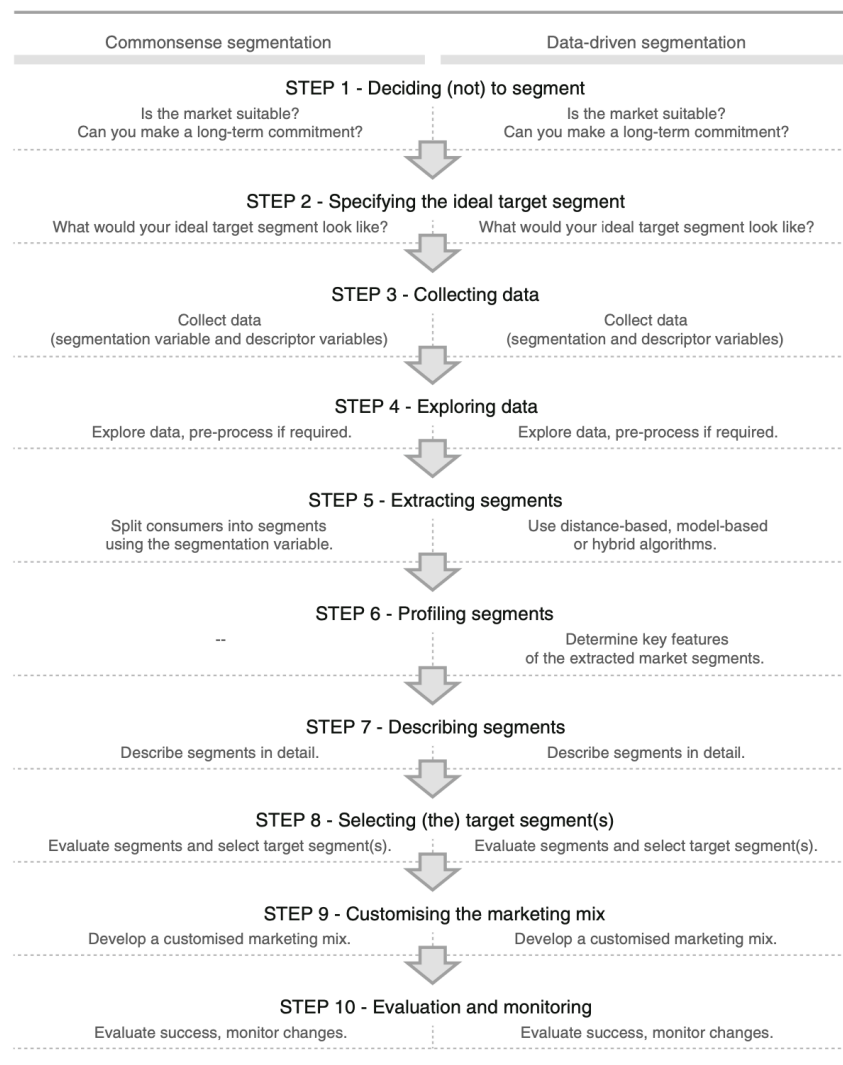 Commonsense segmentation
Data-driven segmentation
STEP 1 - Deciding (not) to segment
Is the market suitable?
Can you make a long-term commitment?
Is the market suitable?
Can you make a long-term commitment?
STEP 2 - Specifying the ideal target segment
What would your ideal target segment look like?
What would your ideal target segment look like?
STEP 3 - Collecting data
Collect data
(segmentation variable and descriptor variables)
Collect data
(segmentation and descriptor variables)
STEP 4 - Exploring data
Explore data, pre-process if required.
Explore data, pre-process if required.
STEP 5 - Extracting segments
Split consumers into segments
using the segmentation variable.
Use distance-based, model-based
or hybrid algorithms.
STEP 6 - Profiling segments
--
Determine key features
of the extracted market segments.
STEP 7 - Describing segments
Describe segments in detail.
Describe segments in detail.
STEP 8 - Selecting (the) target segment(s)
Evaluate segments and select target segment(s).
Evaluate segments and select target segment(s).
STEP 9 - Customising the marketing mix
Develop a customised marketing mix.
Develop a customised marketing mix.
STEP 10 - Evaluation and monitoring
Evaluate success, monitor changes.
Evaluate success, monitor changes.